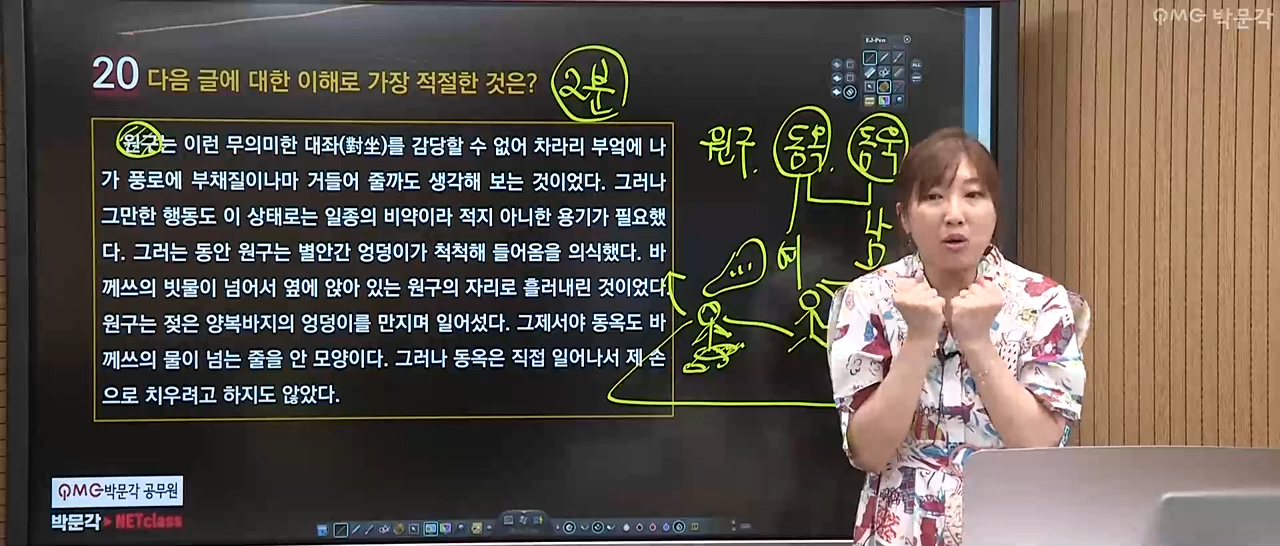 QMG 박문각
EJ-Pen
ALL
20 다음 글에 대한 이해로 가장 적절한 것은? 2분
원구는 이런 무의미한 대좌(對坐)를 감당할 수 없어 차라리 부엌에 나
가 풍로에 부채질이나마 거들어 줄까도 생각해 보는 것이었다. 그러나
그만한 행동도 이 상태로는 일종의 비약이라 적지 아니한 용기가 필요했
다. 그러는 동안 원구는 별안간 엉덩이가 척척해 들어옴을 의식했다. 바
께쓰의 빗물이 넘어서 옆에 앉아 있는 원구의 자리로 흘러내린 것이었다.
원구는 젖은 양복바지의 엉덩이를 만지며 일어섰다. 그제서야 동옥도 바
께쓰의 물이 넘는 줄을 안 모양이다. 그러나 동옥은 직접 일어나서 제 손
으로 치우려고 하지도 않았다.
원구. 동옥. 동욱
여 남
...
QMG 박문각 공무원
박문각 NETclass